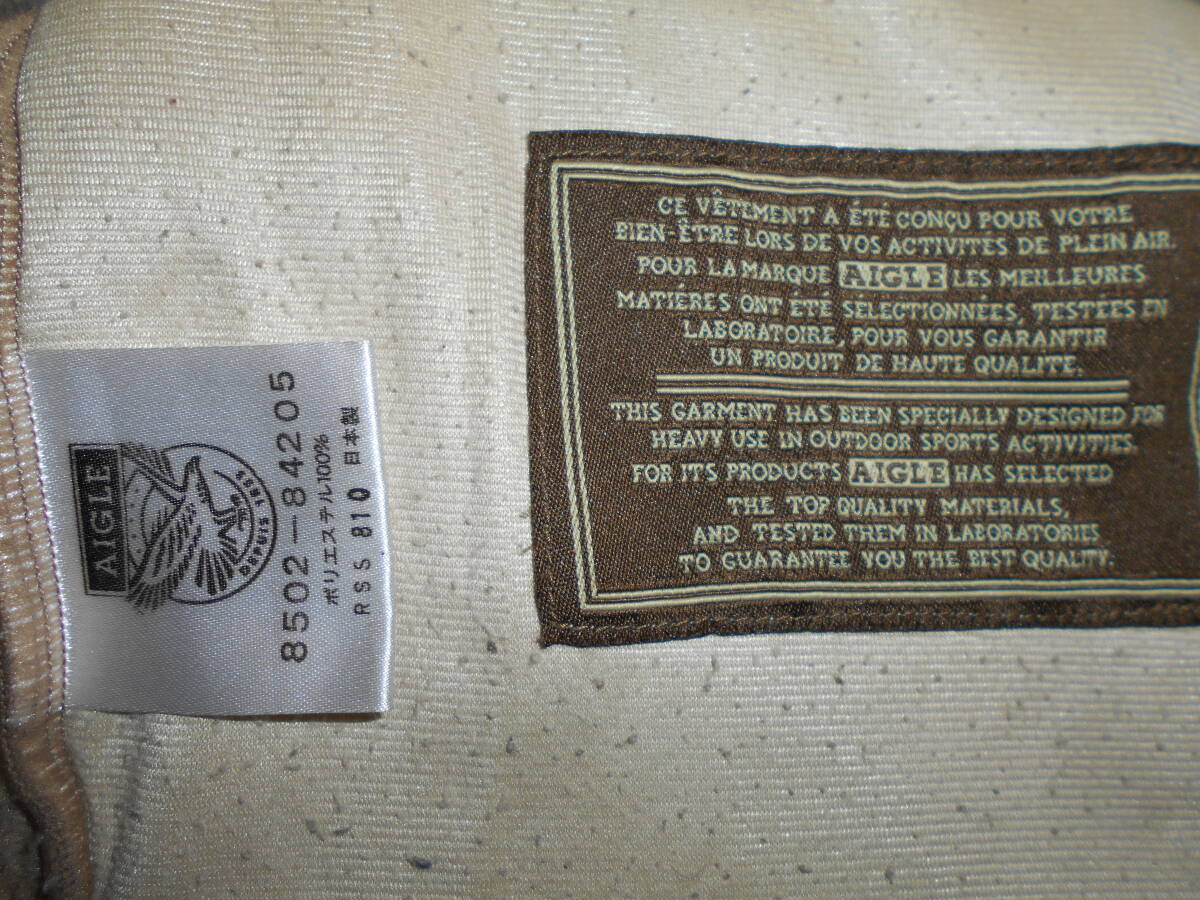 AIGLE
DEPUIS 1853
8502-84205
ポリエステル100%
RSS 810 日本製
CE VÊTEMENT A ÉTÉ CONÇU POUR VOTRE
BIEN-ÊTRE LORS DE VOS ACTIVITES DE PLEIN AIR.
POUR LA MARQUE AIGLE LES MEILLEURES
MATIÉRES ONT ÉTÉ SÉLECTIONNÉES, TESTÉES EN
LABORATOIRE, POUR VOUS GARANTIR
UN PRODUIT DE HAUTE QUALITE.
THIS GARMENT HAS BEEN SPECIALLY DESIGNED FOR
HEAVY USE IN OUTDOOR SPORTS ACTIVITIES.
FOR ITS PRODUCTS AIGLE HAS SELECTED
THE TOP QUALITY MATERIALS,
AND TESTED THEM IN LABORATORIES
TO GUARANTEE YOU THE BEST QUALITY.